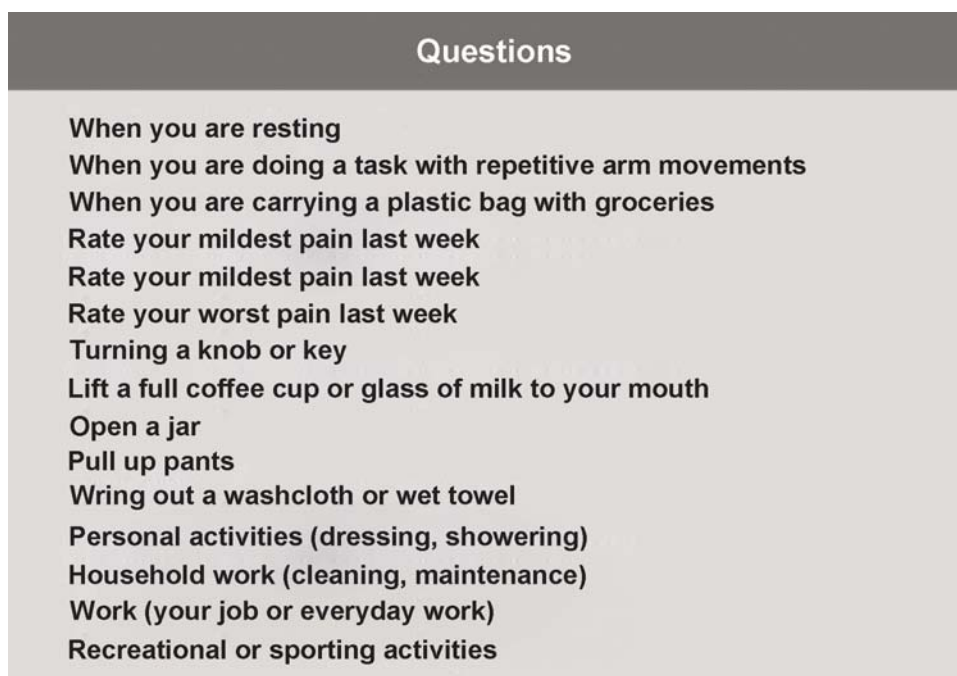 Questions
When you are resting
When you are doing a task with repetitive arm movements
When you are carrying a plastic bag with groceries
Rate your mildest pain last week
Rate your mildest pain last week
Rate your worst pain last week
Turning a knob or key
Lift a full coffee cup or glass of milk to your mouth
Open a jar
Pull up pants
Wring out a washcloth or wet towel
Personal activities (dressing, showering)
Household work (cleaning, maintenance)
Work (your job or everyday work)
Recreational or sporting activities